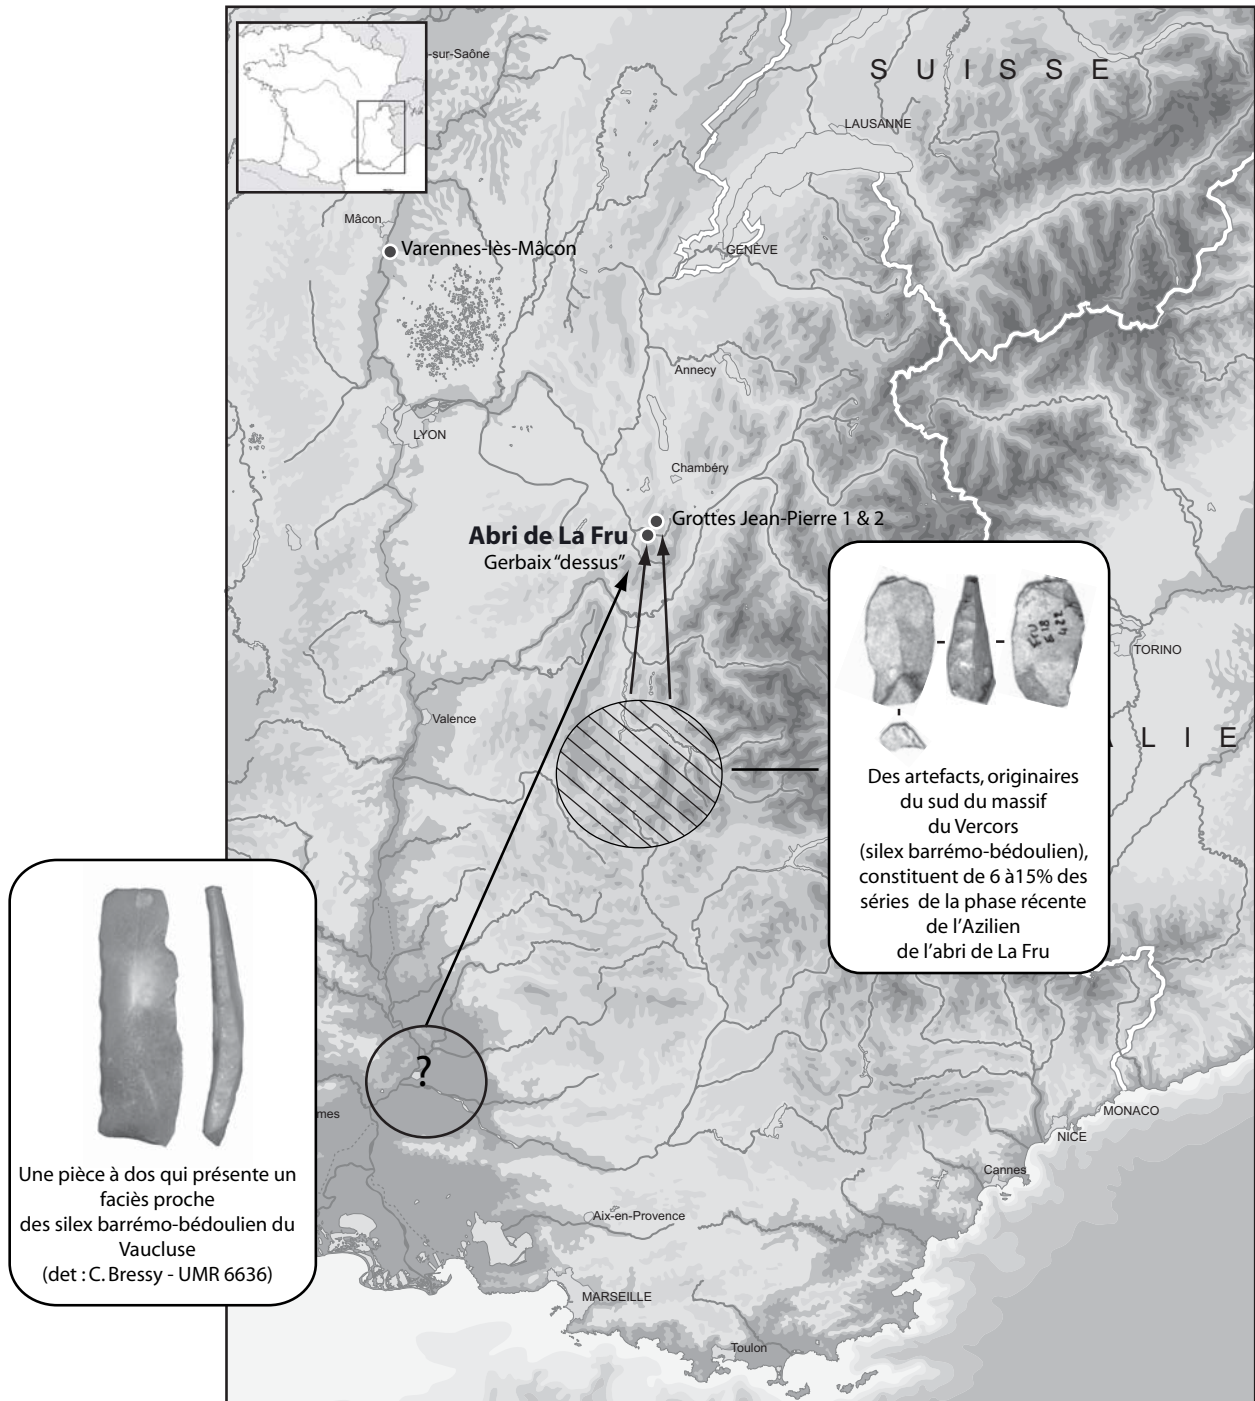 -sur-Saône
S U I S S E
LAUSANNE
Mâcon
Varennes-lès-Mâcon
GENÈVE
Annecy
LYON
Chambéry
Grottes Jean-Pierre 1 & 2
Abri de La Fru
Gerbaix “dessus”
FRU
422
TORINO
Valence
A L I E
Des artefacts, originaires
du sud du massif
du Vercors
(silex barrémo-bédoulien),
constituent de 6 à15% des
séries de la phase récente
de l'Azilien
de l'abri de La Fru
?
mes
MONACO
NICE
Cannes
Une pièce à dos qui présente un
faciès proche
des silex barrémo-bédoulien du
Vaucluse
(det : C. Bressy - UMR 6636)
Aix-en-Provence
MARSEILLE
Toulon